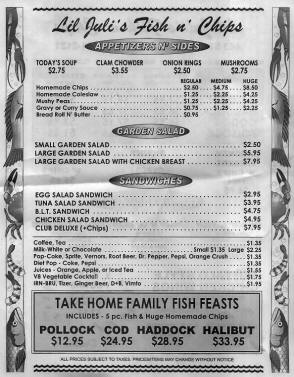 Lil Juli's Fish n' Chips
APPETIZERS N' SIDES
TODAY'S SOUP CLAM CHOWDER ONION RINGS MUSHROOMS
$2.75 $3.55 $2.50 $2.75
REGULAR MEDIUM HUGE
Homemade Chips $2.50 $4.75 $8.50
Homemade Coleslaw $1.25 $2.25 $4.25
Mushy Peas $1.25 $2.25 $4.25
Gravy or Curry Sauce $0.75 $1.25 $2.25
Bread Roll N' Butter $0.95
GARDEN SALAD
SMALL GARDEN SALAD $2.50
LARGE GARDEN SALAD $5.95
LARGE GARDEN SALAD WITH CHICKEN BREAST $7.95
SANDWICHES
EGG SALAD SANDWICH $2.95
TUNA SALAD SANDWICH $3.95
B.L.T. SANDWICH $4.75
CHICKEN SALAD SANDWICH $4.95
CLUB DELUXE (+Chips) $7.95
Coffee, Tea $1.35
Milk-White or Chocolate Small $1.35 Large $2.25
Pop-Coke, Sprite, Vernors, Root Beer, Dr. Pepper, Pepsi, Orange Crush $1.35
Diet Pop - Coke, Pepsi $1.35
Juices - Orange, Apple, or Iced Tea $1.55
V8 Vegetable Cocktail $1.75
IRN-BRU, Tizer, Ginger Beer, D+B, Vimto $1.95
TAKE HOME FAMILY FISH FEASTS
INCLUDES - 5 pc. Fish & Huge Homemade Chips
POLLOCK COD HADDOCK HALIBUT
$12.95 $24.95 $28.95 $33.95
ALL PRICES SUBJECT TO TAXES. PRICES/ITEMS MAY CHANGE WITHOUT NOTICE